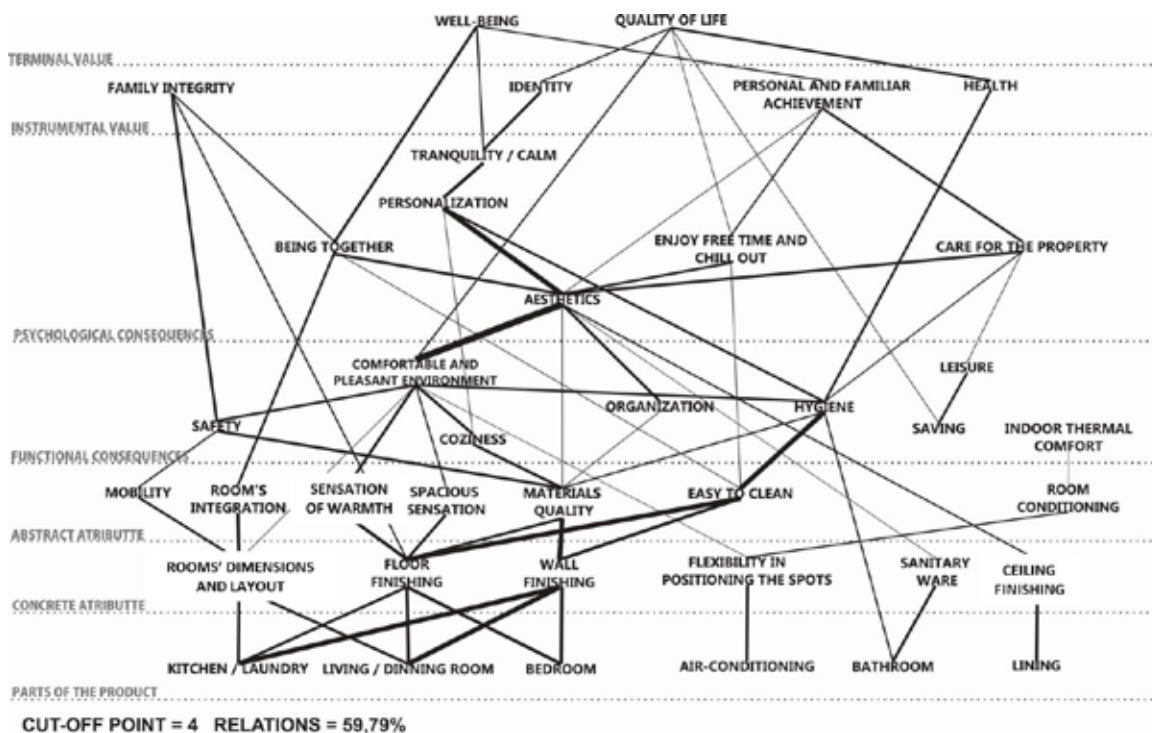 WELL-BEING
QUALITY OF LIFE
TERMINAL VALUE
FAMILY INTEGRITY
IDENTITY
PERSONAL AND FAMILIAR
ACHIEVEMENT
HEALTH
INSTRUMENTAL VALUE
TRANQUILITY / CALM
PERSONALIZATION
BEING TOGETHER
ENJOY FREE TIME AND
CHILL OUT
CARE FOR THE PROPERTY
AESTHETICS
PSYCHOLOGICAL CONSEQUENCES
COMFORTABLE AND
PLEASANT ENVIRONMENT
LEISURE
ORGANIZATION
HYGIENE
SAFETY
COZINESS
SAVING
INDOOR THERMAL
COMFORT
FUNCTIONAL CONSEQUENCES
MOBILITY
ROOM'S
INTEGRATION
SENSATION
OF WARMTH
SPACIOUS
SENSATION
MATERIALS
QUALITY
EASY TO CLEAN
ROOM
CONDITIONING
ABSTRACT ATRIBUTTE
ROOMS' DIMENSIONS
AND LAYOUT
FLOOR
FINISHING
WALL
FINISHING
FLEXIBILITY IN
POSITIONING THE SPOTS
SANITARY
WARE
CEILING
FINISHING
CONCRETE ATRIBUTTE
KITCHEN / LAUNDRY
LIVING / DINNING ROOM
BEDROOM
AIR-CONDITIONING
BATHROOM
LINING
PARTS OF THE PRODUCT
CUT-OFF POINT = 4 RELATIONS = 59,79%